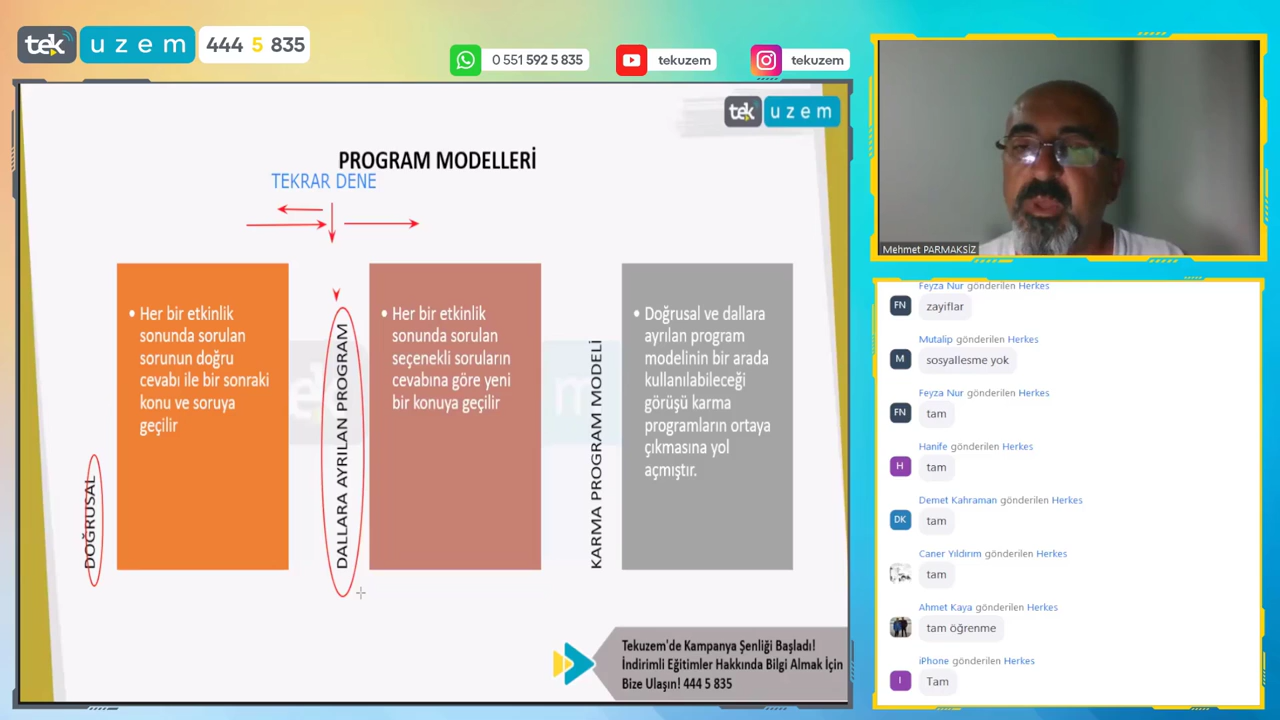 tek uzem 444 5 835
0 551 592 5 835
tekuzem
tekuzem
tek uzem
PROGRAM MODELLERİ
TEKRAR DENE
DOĞRUSAL
• Her bir etkinlik
sonunda sorulan
sorunun doğru
cevabı ile bir sonraki
konu ve soruya
geçilir
DALLARA AYRILAN PROGRAM
• Her bir etkinlik
sonunda sorulan
seçenekli soruların
cevabına göre yeni
bir konuya geçilir
KARMA PROGRAM MODELİ
• Doğrusal ve dallara
ayrılan program
modelinin bir arada
kullanılabileceği
görüşü karma
programların ortaya
çıkmasına yol
açmıştır.
Tekuzem'de Kampanya Şenliği Başladı!
İndirimli Eğitimler Hakkında Bilgi Almak İçin
Bize Ulaşın! 444 5 835
Mehmet PARMAKSİZ
Feyza Nur gönderilen Herkes
FN zayiflar
Mutalip gönderilen Herkes
M sosyallesme yok
Feyza Nur gönderilen Herkes
FN tam
Hanife gönderilen Herkes
H tam
Demet Kahraman gönderilen Herkes
DK tam
Caner Yıldırım gönderilen Herkes
tam
Ahmet Kaya gönderilen Herkes
tam öğrenme
iPhone gönderilen Herkes
I Tam